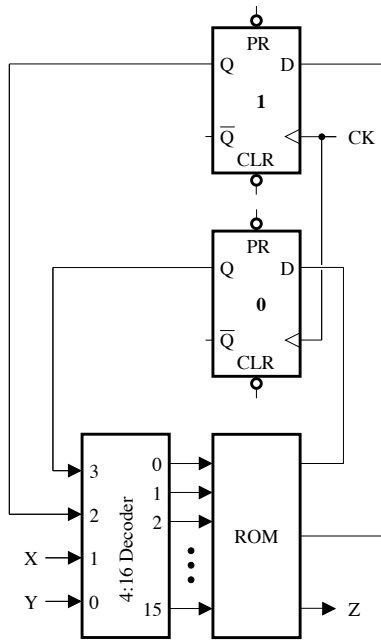 PR
Q D
1
Q̅ CK
CLR
PR
Q D
0
Q̅
CLR
4:16 Decoder
3
2
X 1
Y 0
0
1
2
15
ROM
Z